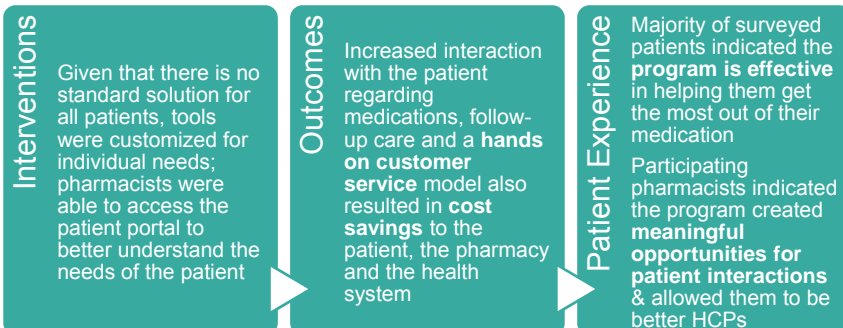 Interventions
Given that there is no
standard solution for
all patients, tools
were customized for
individual needs;
pharmacists were
able to access the
patient portal to
better understand the
needs of the patient
Outcomes
Increased interaction
with the patient
regarding
medications, follow-
up care and a hands
on customer
service model also
resulted in cost
savings to the
patient, the pharmacy
and the health
system
Patient Experience
Majority of surveyed
patients indicated the
program is effective
in helping them get
the most out of their
medication
Participating
pharmacists indicated
the program created
meaningful
opportunities for
patient interactions
& allowed them to be
better HCPs